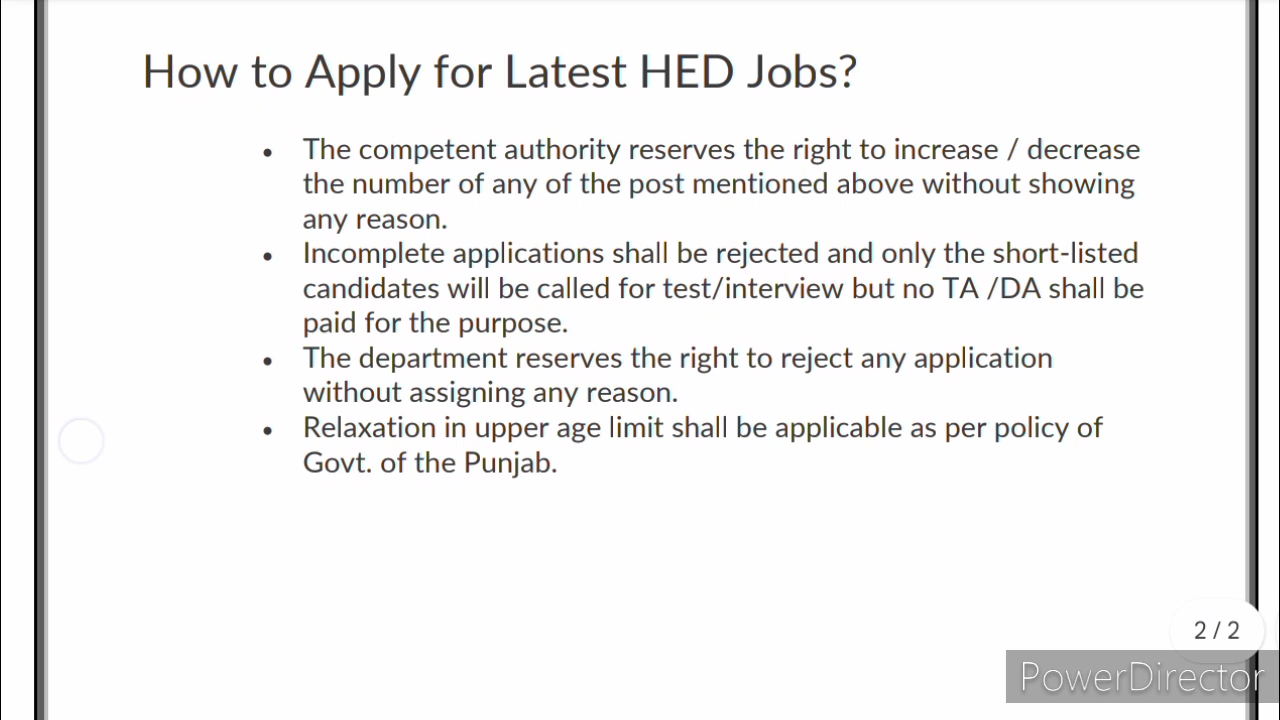 How to Apply for Latest HED Jobs?
• The competent authority reserves the right to increase / decrease
the number of any of the post mentioned above without showing
any reason.
• Incomplete applications shall be rejected and only the short-listed
candidates will be called for test/interview but no TA /DA shall be
paid for the purpose.
• The department reserves the right to reject any application
without assigning any reason.
• Relaxation in upper age limit shall be applicable as per policy of
Govt. of the Punjab.
2 / 2
PowerDirector